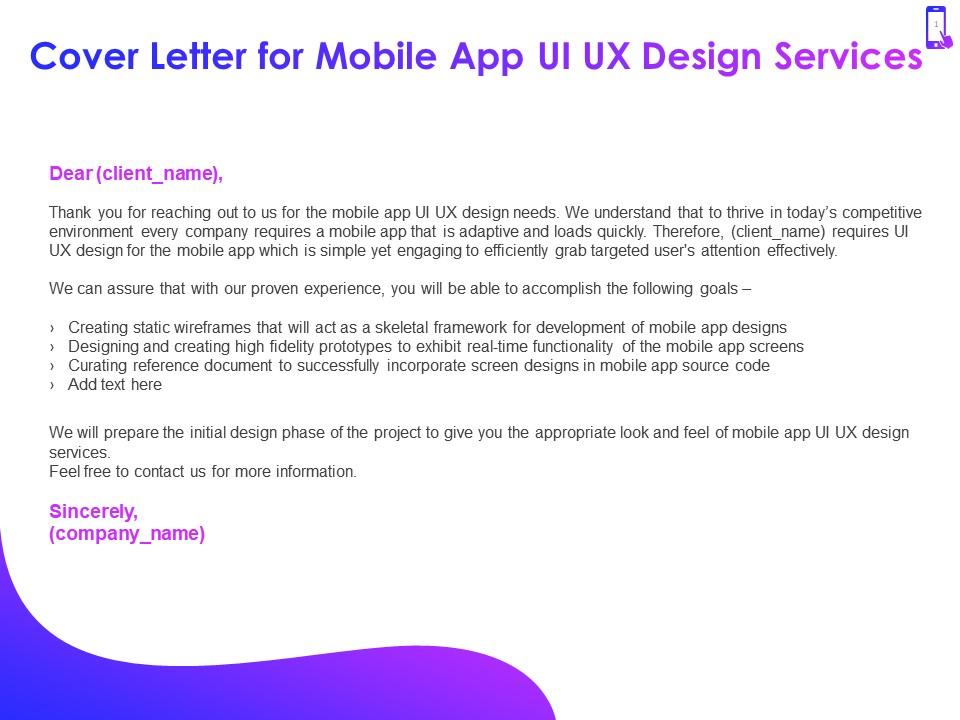 1
Cover Letter for Mobile App UI UX Design Services
Dear (client_name),
Thank you for reaching out to us for the mobile app UI UX design needs. We understand that to thrive in today’s competitive
environment every company requires a mobile app that is adaptive and loads quickly. Therefore, (client_name) requires UI
UX design for the mobile app which is simple yet engaging to efficiently grab targeted user's attention effectively.
We can assure that with our proven experience, you will be able to accomplish the following goals –
› Creating static wireframes that will act as a skeletal framework for development of mobile app designs
› Designing and creating high fidelity prototypes to exhibit real-time functionality of the mobile app screens
› Curating reference document to successfully incorporate screen designs in mobile app source code
› Add text here
We will prepare the initial design phase of the project to give you the appropriate look and feel of mobile app UI UX design
services.
Feel free to contact us for more information.
Sincerely,
(company_name)